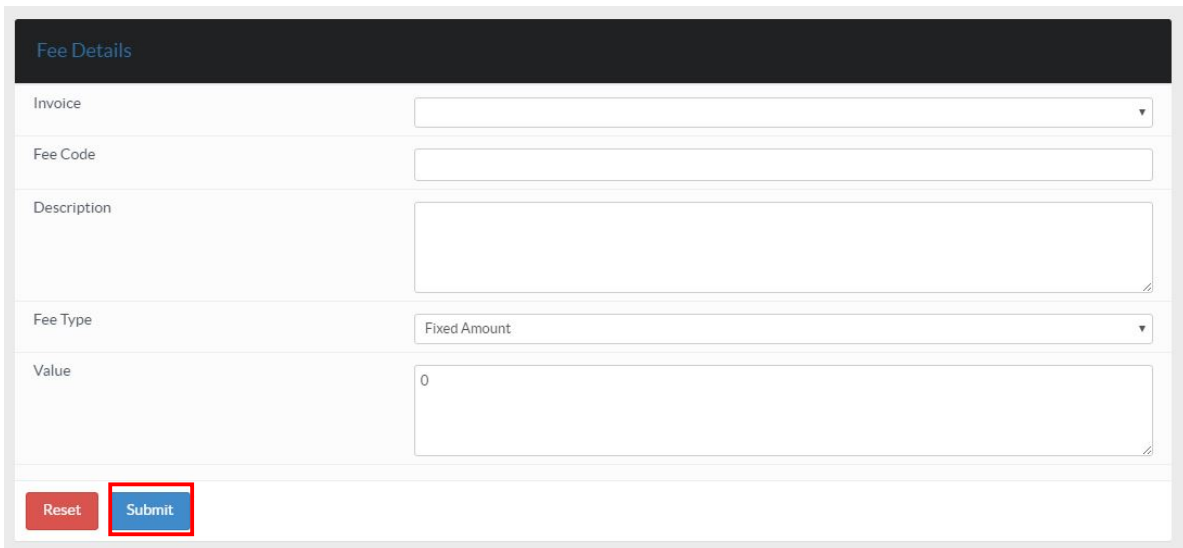 Fee Details
Invoice
Fee Code
Description
Fee Type
Fixed Amount
Value
0
Reset
Submit